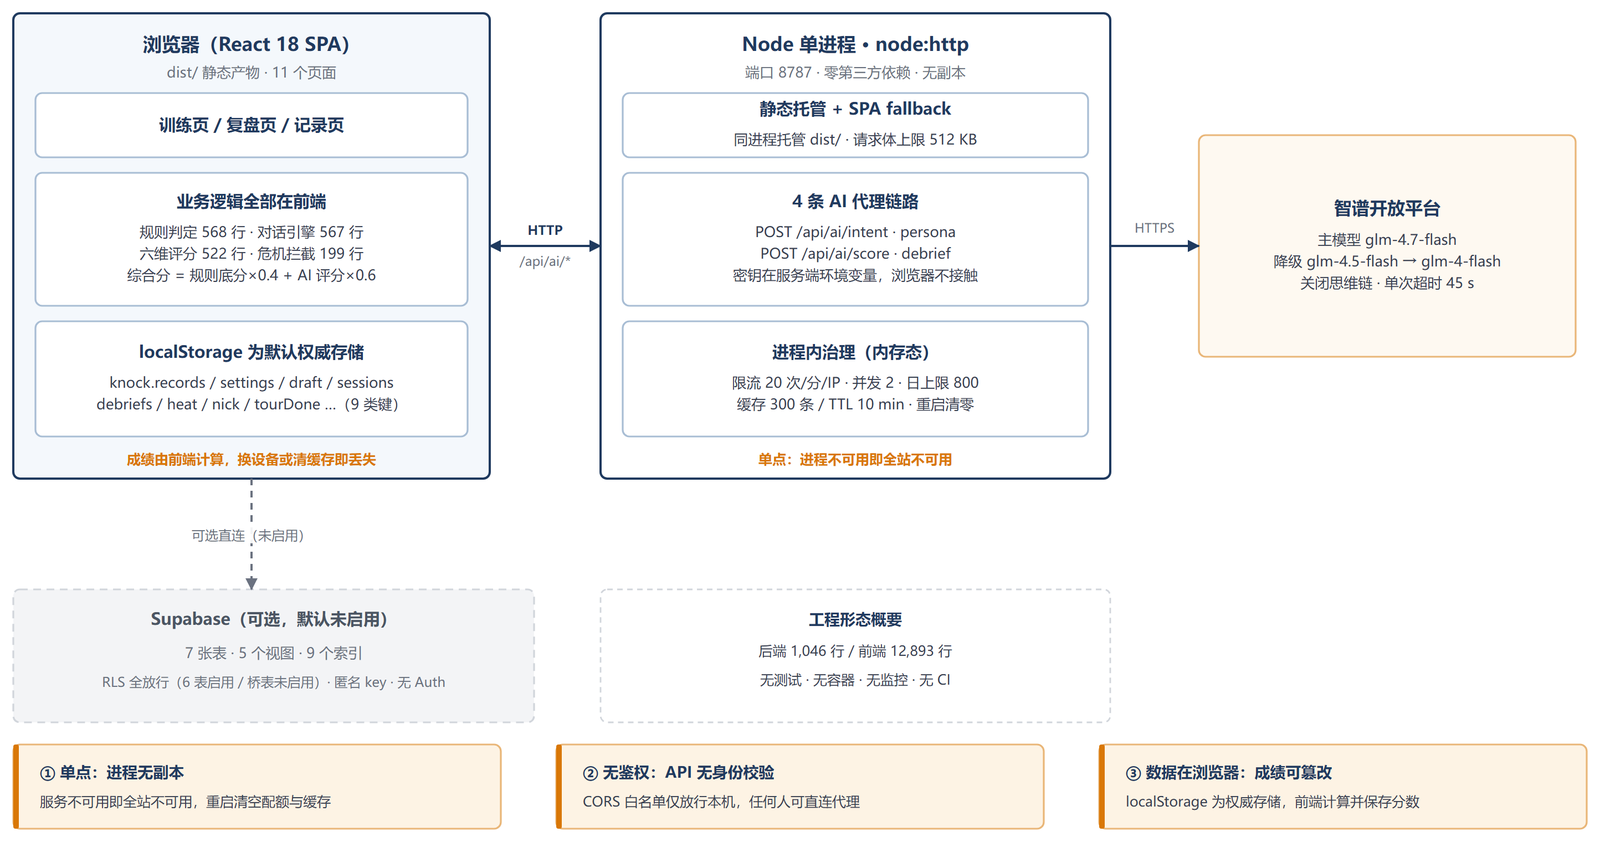 浏览器（React 18 SPA）
dist/ 静态产物 · 11 个页面
训练页 / 复盘页 / 记录页
业务逻辑全部在前端
规则判定 568 行 · 对话引擎 567 行
六维评分 522 行 · 危机拦截 199 行
综合分 = 规则底分×0.4 + AI 评分×0.6
localStorage 为默认权威存储
knock.records / settings / draft / sessions
debriefs / heat / nick / tourDone ...（9 类键）
成绩由前端计算，换设备或清缓存即丢失
HTTP
/api/ai/*
Node 单进程 • node:http
端口 8787 · 零第三方依赖 · 无副本
静态托管 + SPA fallback
同进程托管 dist/ · 请求体上限 512 KB
4 条 AI 代理链路
POST /api/ai/intent · persona
POST /api/ai/score · debrief
密钥在服务端环境变量，浏览器不接触
进程内治理（内存态）
限流 20 次/分/IP · 并发 2 · 日上限 800
缓存 300 条 / TTL 10 min · 重启清零
单点：进程不可用即全站不可用
HTTPS
智谱开放平台
主模型 glm-4.7-flash
降级 glm-4.5-flash → glm-4-flash
关闭思维链 · 单次超时 45 s
可选直连（未启用）
Supabase（可选，默认未启用）
7 张表 · 5 个视图 · 9 个索引
RLS 全放行（6 表启用 / 桥表未启用）· 匿名 key · 无 Auth
工程形态概要
后端 1,046 行 / 前端 12,893 行
无测试 · 无容器 · 无监控 · 无 CI
① 单点：进程无副本
服务不可用即全站不可用，重启清空配额与缓存
② 无鉴权：API 无身份校验
CORS 白名单仅放行本机，任何人可直连代理
③ 数据在浏览器：成绩可篡改
localStorage 为权威存储，前端计算并保存分数